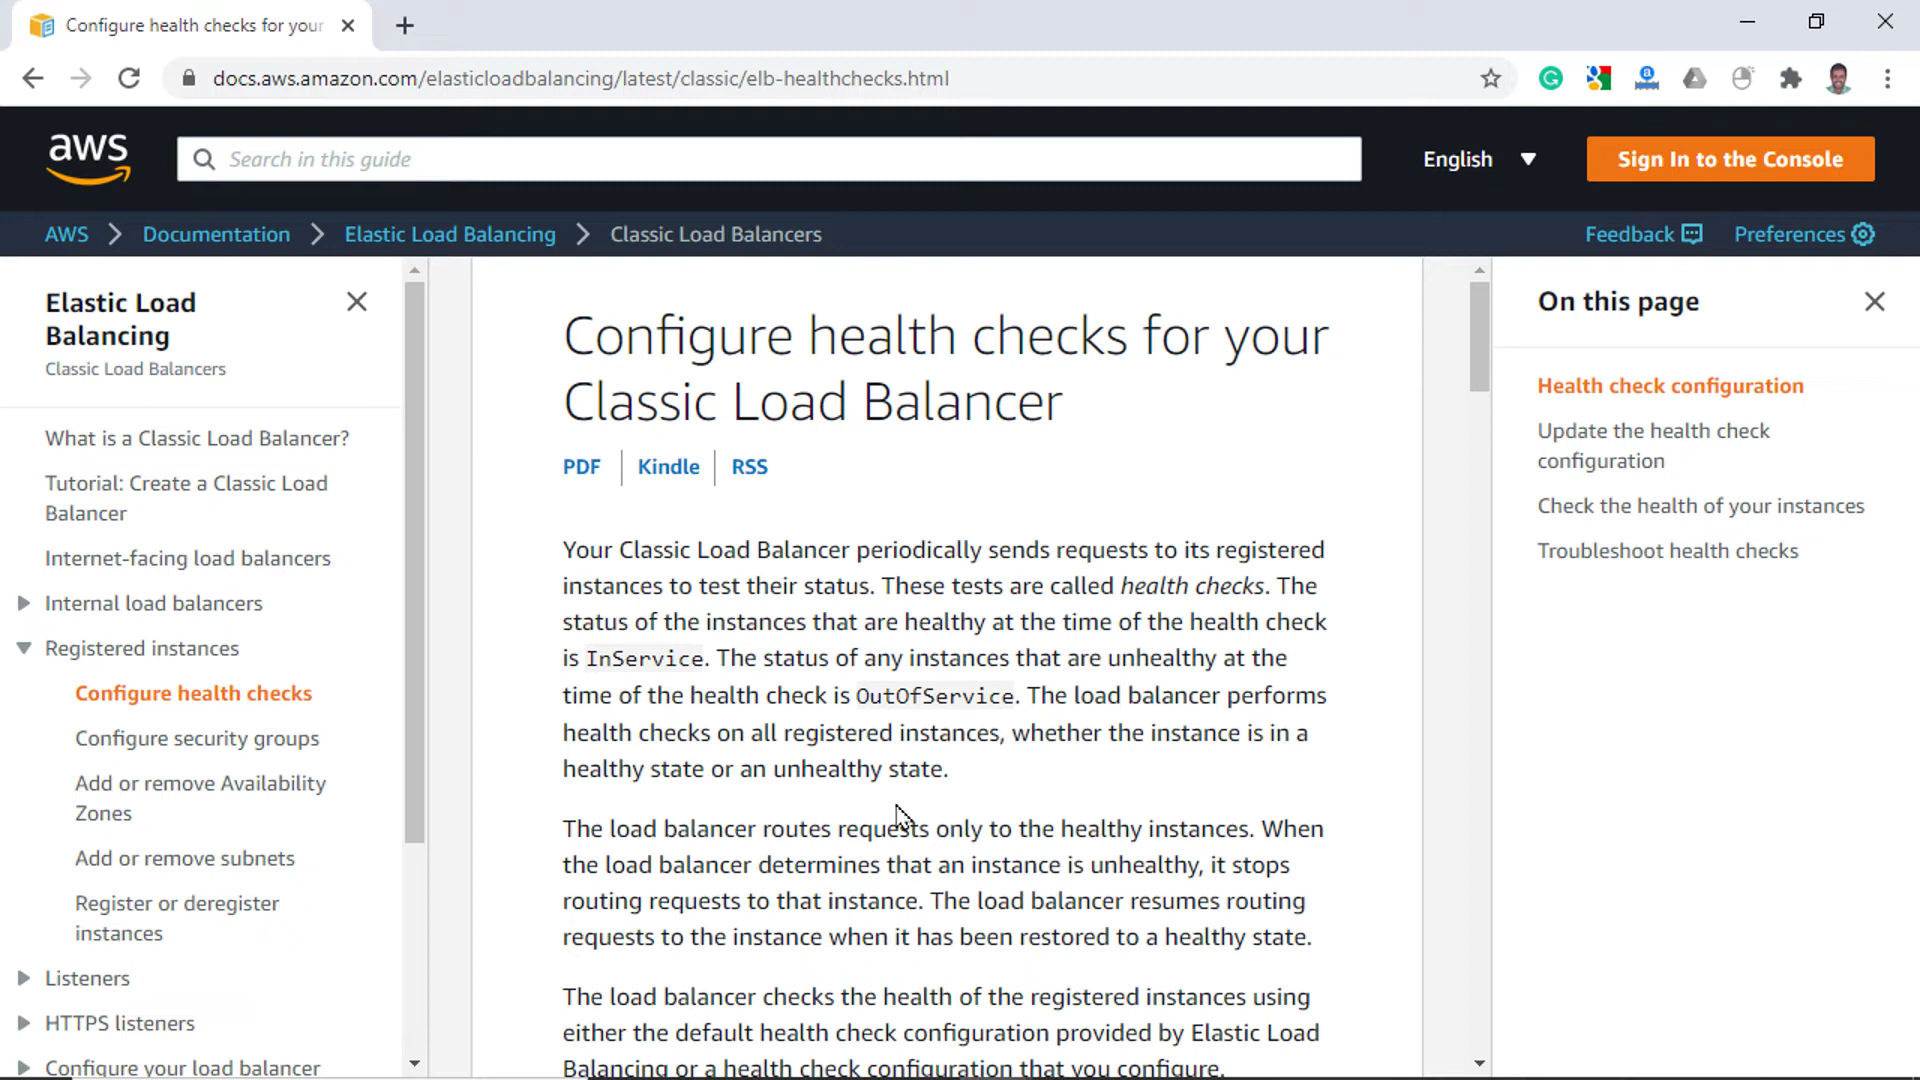 Configure health checks for your
docs.aws.amazon.com/elasticloadbalancing/latest/classic/elb-healthchecks.html
aws
Search in this guide
English
Sign In to the Console
AWS
Documentation
Elastic Load Balancing
Classic Load Balancers
Feedback
Preferences
Elastic Load
Balancing
Classic Load Balancers
What is a Classic Load Balancer?
Tutorial: Create a Classic Load
Balancer
Internet-facing load balancers
Internal load balancers
Registered instances
Configure health checks
Configure security groups
Add or remove Availability
Zones
Add or remove subnets
Register or deregister
instances
Listeners
HTTPS listeners
Configure your load balancer
Configure health checks for your
Classic Load Balancer
PDF
Kindle
RSS
Your Classic Load Balancer periodically sends requests to its registered
instances to test their status. These tests are called health checks. The
status of the instances that are healthy at the time of the health check
is InService. The status of any instances that are unhealthy at the
time of the health check is OutOfService. The load balancer performs
health checks on all registered instances, whether the instance is in a
healthy state or an unhealthy state.
The load balancer routes requests only to the healthy instances. When
the load balancer determines that an instance is unhealthy, it stops
routing requests to that instance. The load balancer resumes routing
requests to the instance when it has been restored to a healthy state.
The load balancer checks the health of the registered instances using
either the default health check configuration provided by Elastic Load
Balancing or a health check configuration that you configure.
On this page
Health check configuration
Update the health check
configuration
Check the health of your instances
Troubleshoot health checks